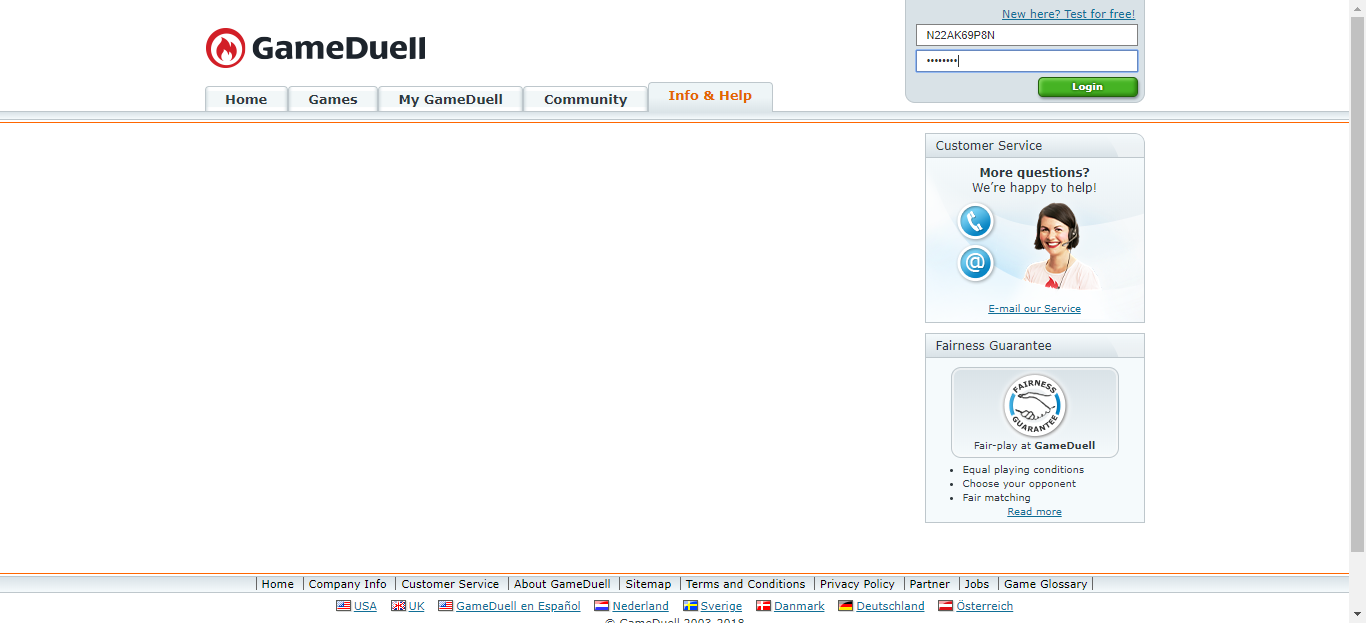 New here? Test for free!
N22AK69P8N
••••••••
Login
GameDuell
Home
Games
My GameDuell
Community
Info & Help
Customer Service
More questions?
We're happy to help!
@
E-mail our Service
Fairness Guarantee
FAIRNESS
GUARANTEE
Fair-play at GameDuell
• Equal playing conditions
• Choose your opponent
• Fair matching
Read more
| Home | Company Info | Customer Service | About GameDuell | Sitemap | Terms and Conditions | Privacy Policy | Partner | Jobs | Game Glossary |
USA UK GameDuell en Español Nederland Sverige Danmark Deutschland Österreich
© GameDuell 2003-2018